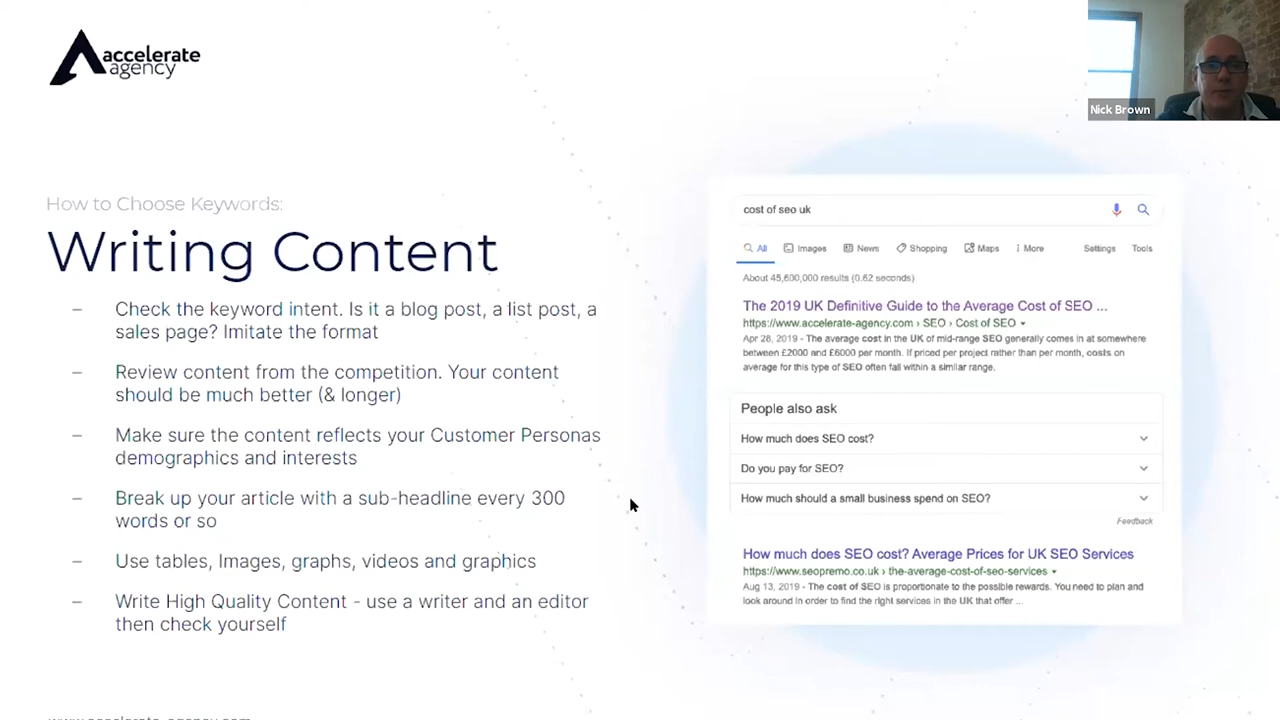 accelerate
agency
Nick Brown
How to Choose Keywords:
Writing Content
– Check the keyword intent. Is it a blog post, a list post, a
sales page? Imitate the format
– Review content from the competition. Your content
should be much better (& longer)
– Make sure the content reflects your Customer Personas
demographics and interests
– Break up your article with a sub-headline every 300
words or so
– Use tables, Images, graphs, videos and graphics
– Write High Quality Content - use a writer and an editor
then check yourself
cost of seo uk
All Images News Shopping Maps More Settings Tools
About 45,600,000 results (0.62 seconds)
The 2019 UK Definitive Guide to the Average Cost of SEO ...
https://www.accelerate-agency.com › SEO › Cost of SEO
Apr 28, 2019 - The average cost in the UK of mid-range SEO generally comes in at somewhere
between £2000 and £6000 per month. If priced per project rather than per month, costs on
average for this type of SEO often fall within a similar range.
People also ask
How much does SEO cost?
Do you pay for SEO?
How much should a small business spend on SEO?
Feedback
How much does SEO cost? Average Prices for UK SEO Services
https://www.seopremo.co.uk › the-average-cost-of-seo-services
Aug 13, 2019 - The cost of SEO is proportionate to the possible rewards. You need to plan and
look around in order to find the right services in the UK that offer ...
www.accelerate-agency.com